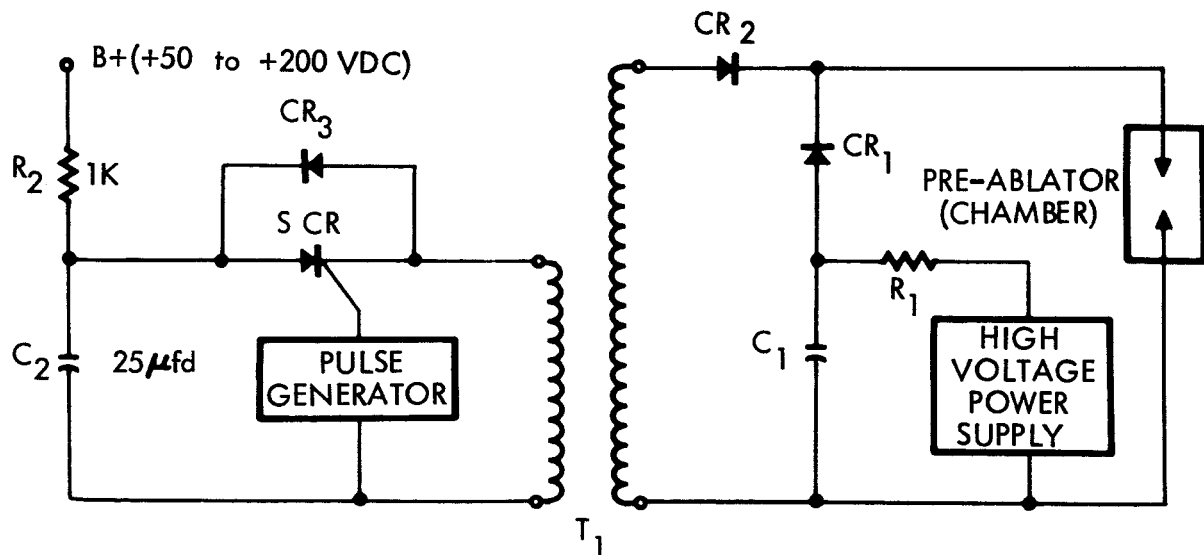 B+(+50 to +200 VDC)
R2
1K
CR3
S CR
C2
25μfd
PULSE
GENERATOR
T1
CR2
CR1
PRE-ABLATOR
(CHAMBER)
R1
C1
HIGH
VOLTAGE
POWER
SUPPLY